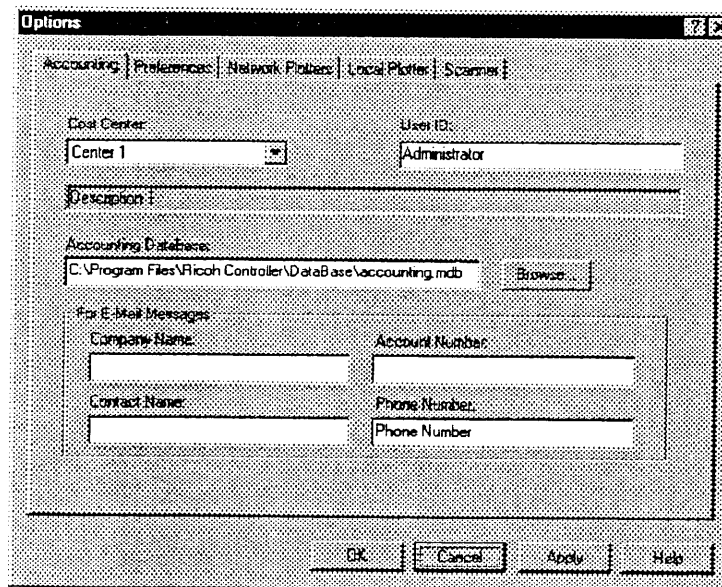 Options
Accounting Preferences Network Plotters Local Plotter Scanner
Cost Center: User ID:
Center 1 Administrator
Description 1
Accounting Database:
C:\Program Files\Ricoh Controller\DataBase\accounting.mdb Browse...
For E-Mail Messages
Company Name: Account Number:
Contact Name: Phone Number:
Phone Number
OK Cancel Apply Help